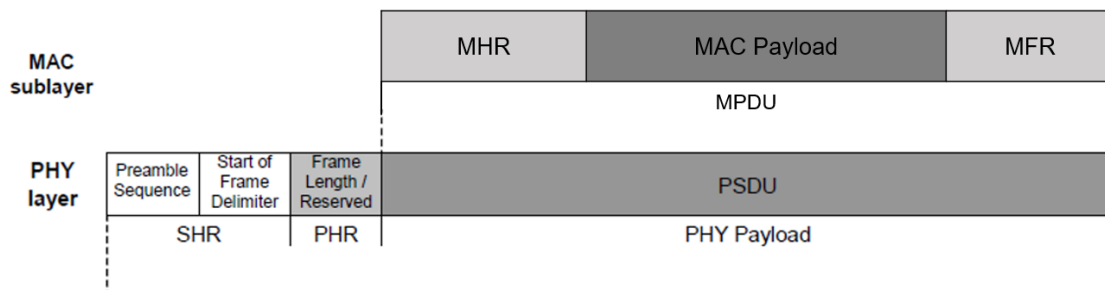 MAC
sublayer
MHR
MAC Payload
MFR
MPDU
PHY
layer
Preamble
Sequence
Start of
Frame
Delimiter
Frame
Length /
Reserved
PSDU
SHR
PHR
PHY Payload